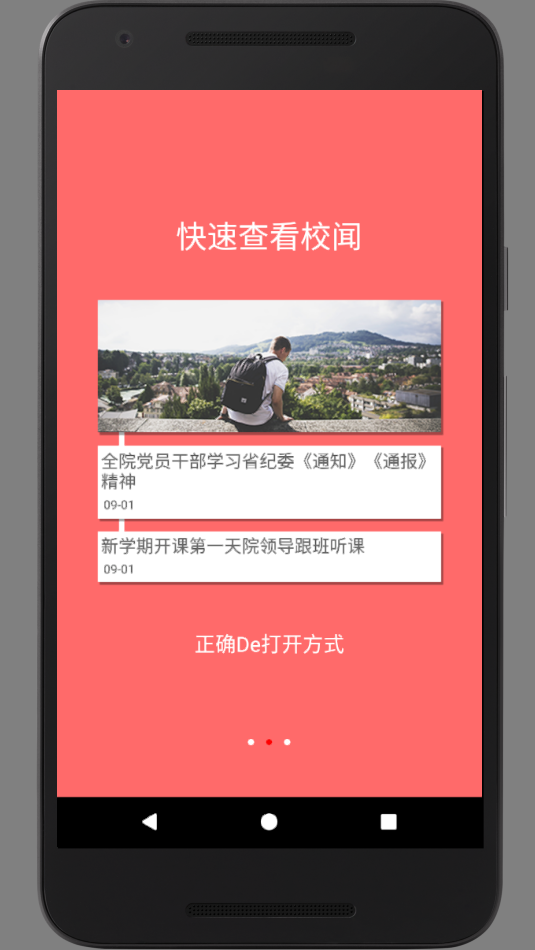 快速查看校闻
全院党员干部学习省纪委《通知》《通报》
精神
09-01
新学期开课第一天院领导跟班听课
09-01
正确De打开方式